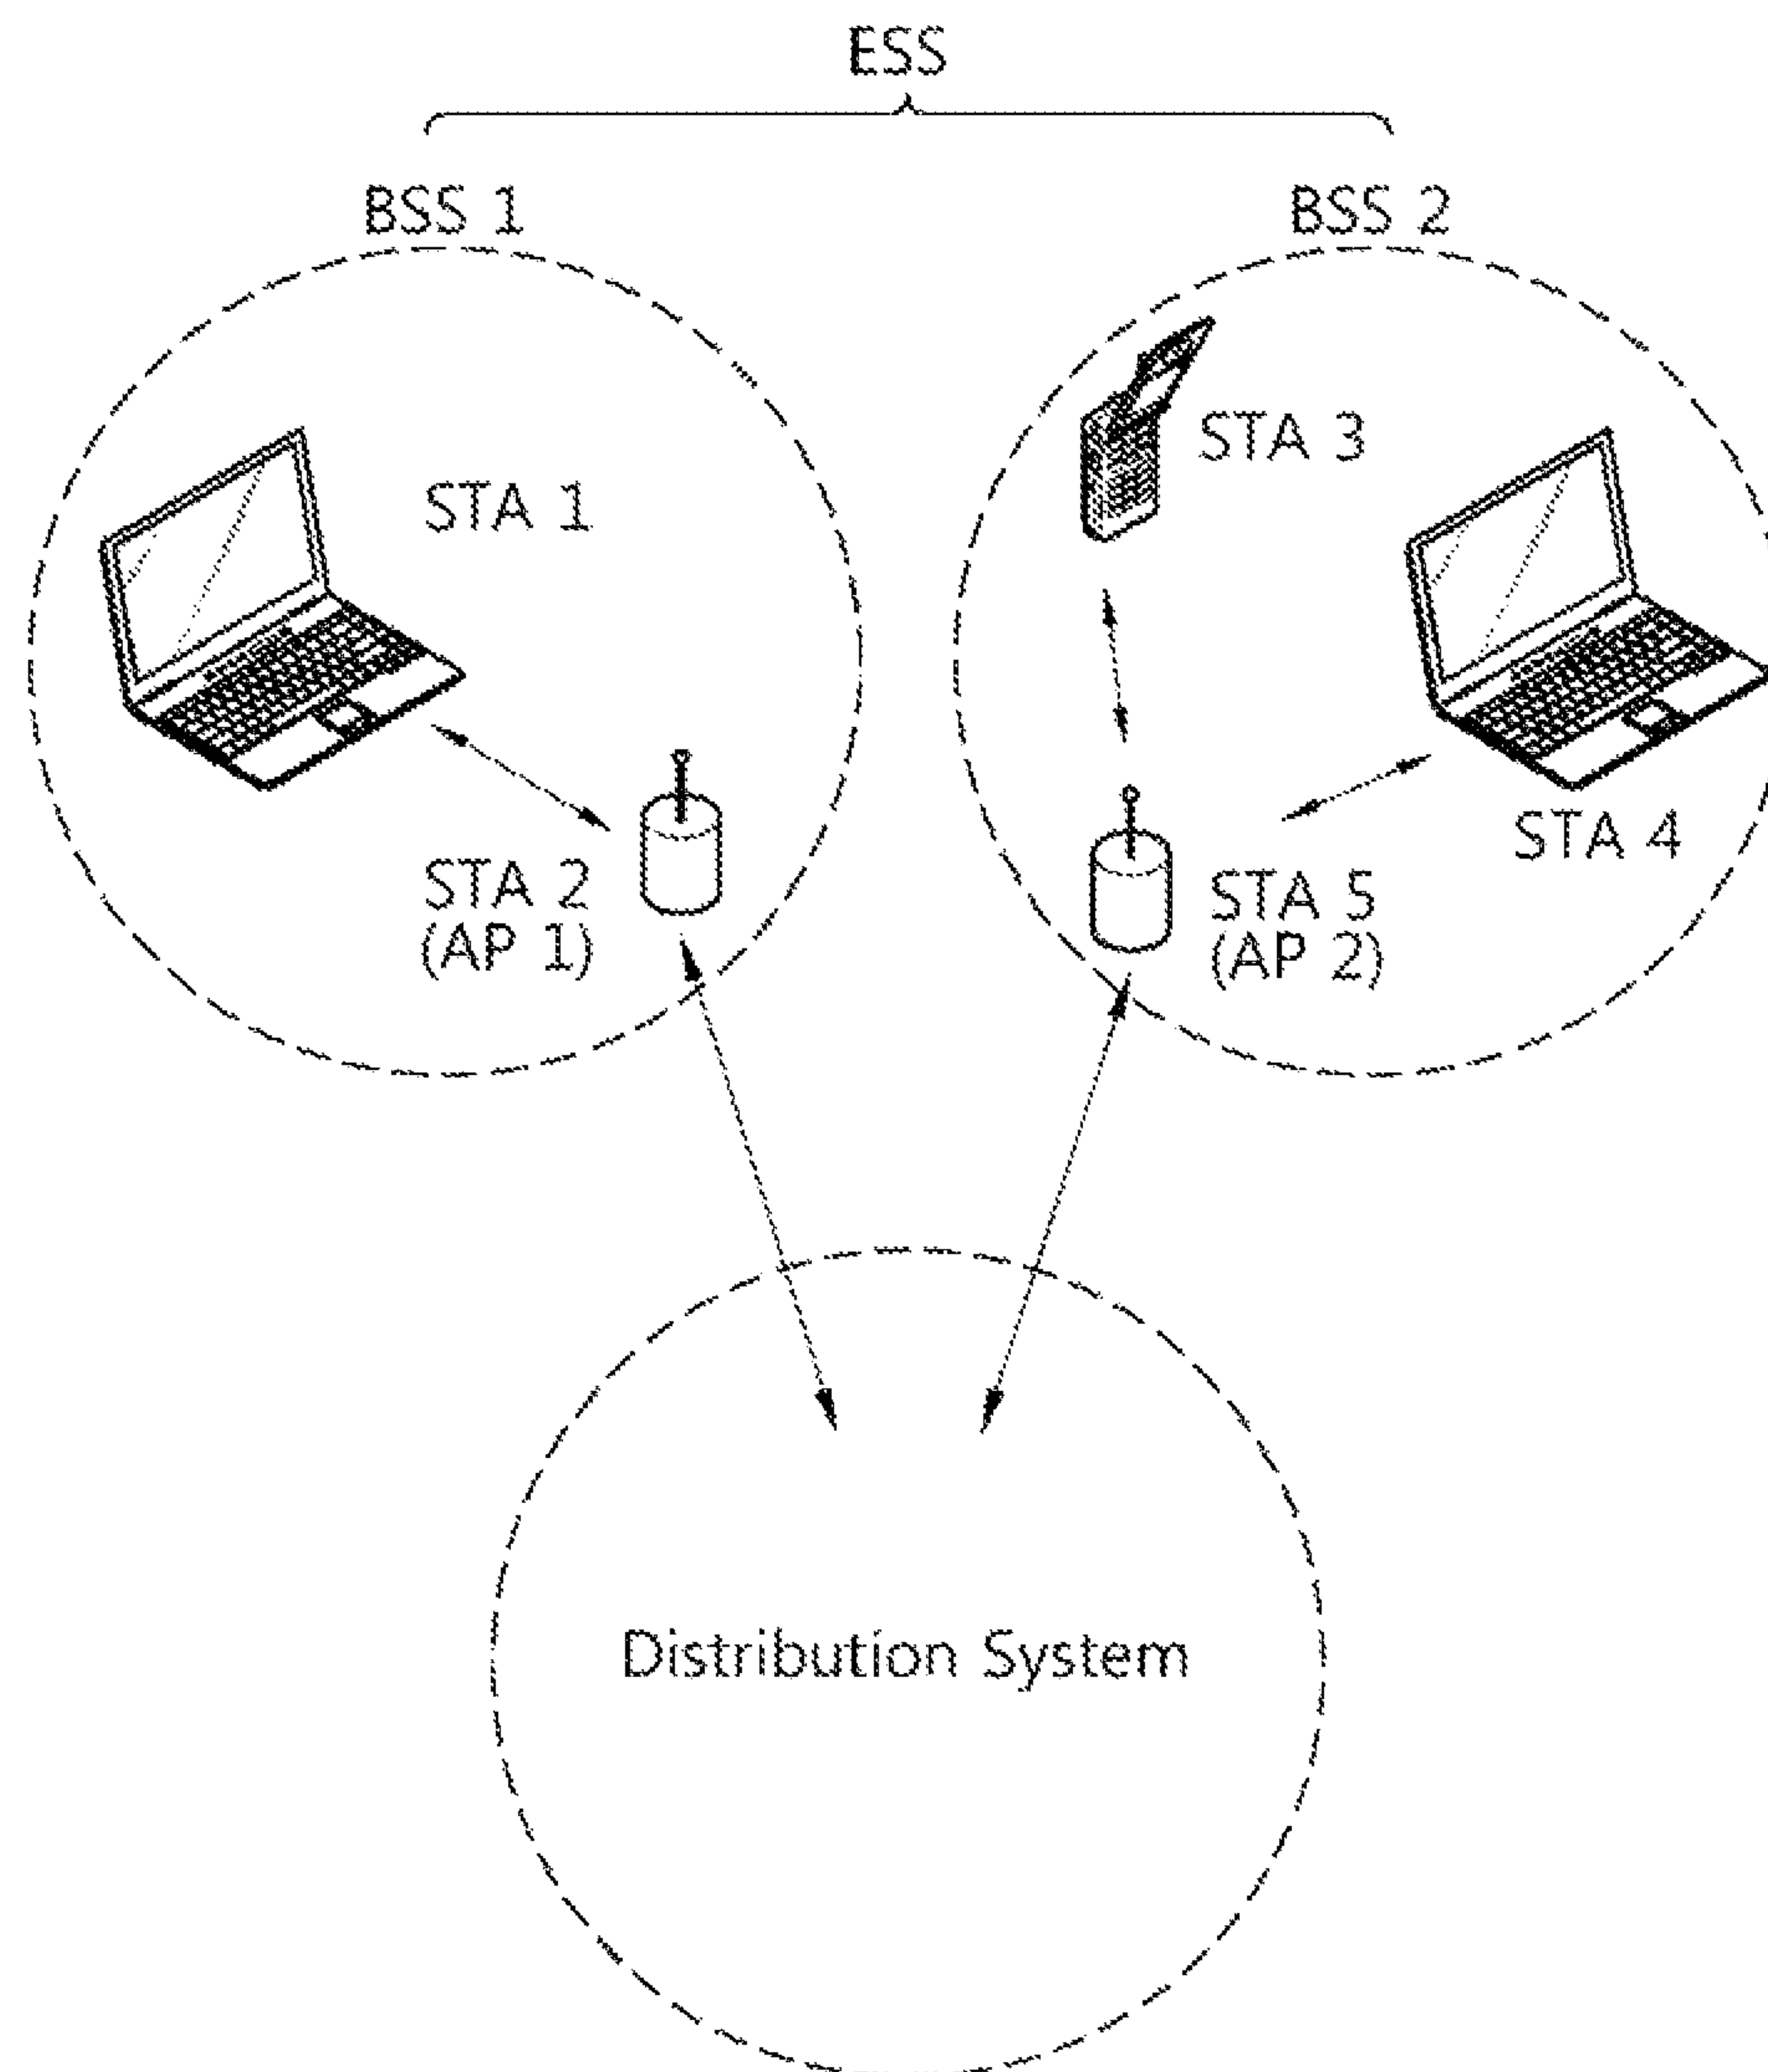 ESS
BSS 1
BSS 2
STA 1
STA 3
STA 4
STA 2
(AP 1)
STA 5
(AP 2)
Distribution System